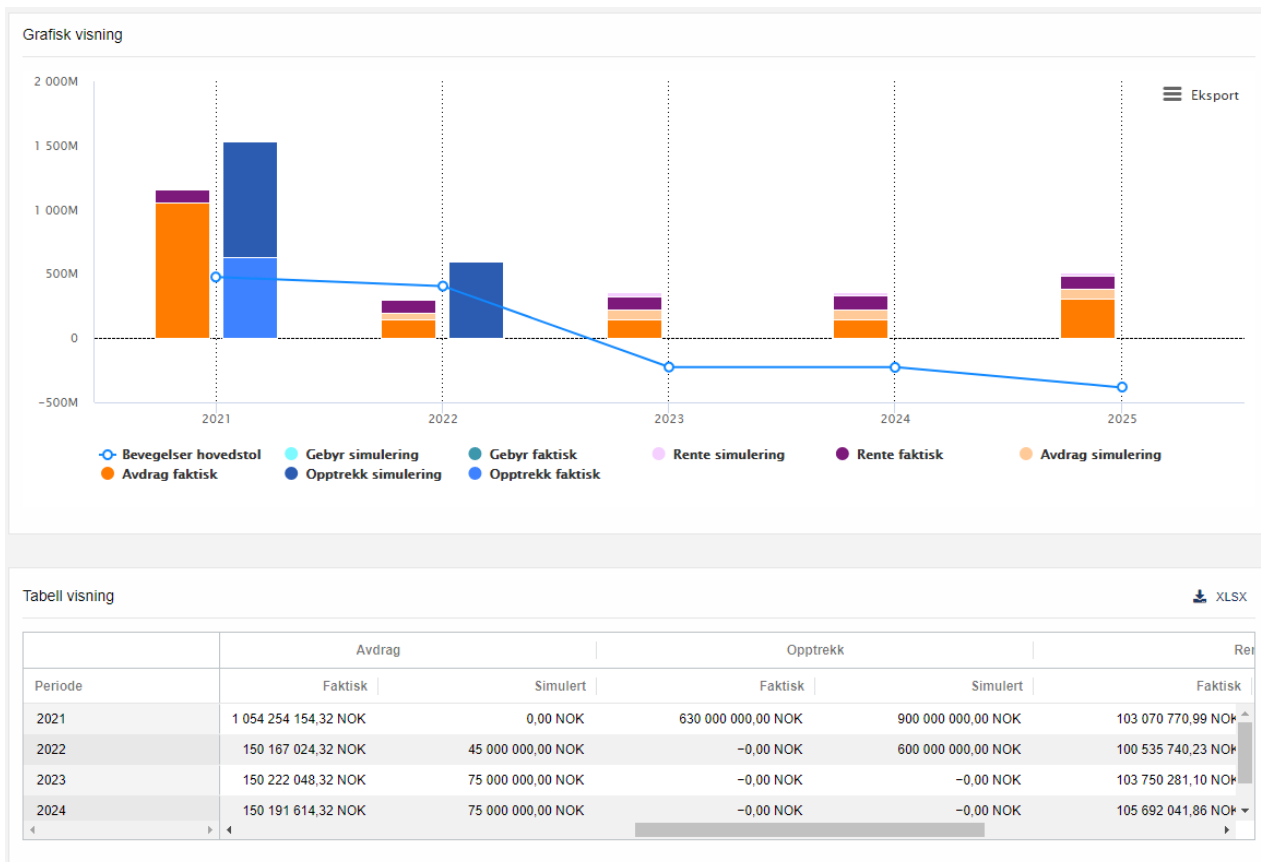 Grafisk visning
2 000M
Eksport
1 500M
1 000M
500M
0
−500M
2021 2022 2023 2024 2025
Bevegelser hovedstol Gebyr simulering Gebyr faktisk Rente simulering Rente faktisk Avdrag simulering
Avdrag faktisk Opptrekk simulering Opptrekk faktisk
Tabell visning XLSX
Avdrag Opptrekk Ren
Periode Faktisk Simulert Faktisk Simulert Faktisk
2021 1 054 254 154,32 NOK 0,00 NOK 630 000 000,00 NOK 900 000 000,00 NOK 103 070 770,99 NOK
2022 150 167 024,32 NOK 45 000 000,00 NOK −0,00 NOK 600 000 000,00 NOK 100 535 740,23 NOK
2023 150 222 048,32 NOK 75 000 000,00 NOK −0,00 NOK −0,00 NOK 103 750 281,10 NOK
2024 150 191 614,32 NOK 75 000 000,00 NOK −0,00 NOK −0,00 NOK 105 692 041,86 NOK